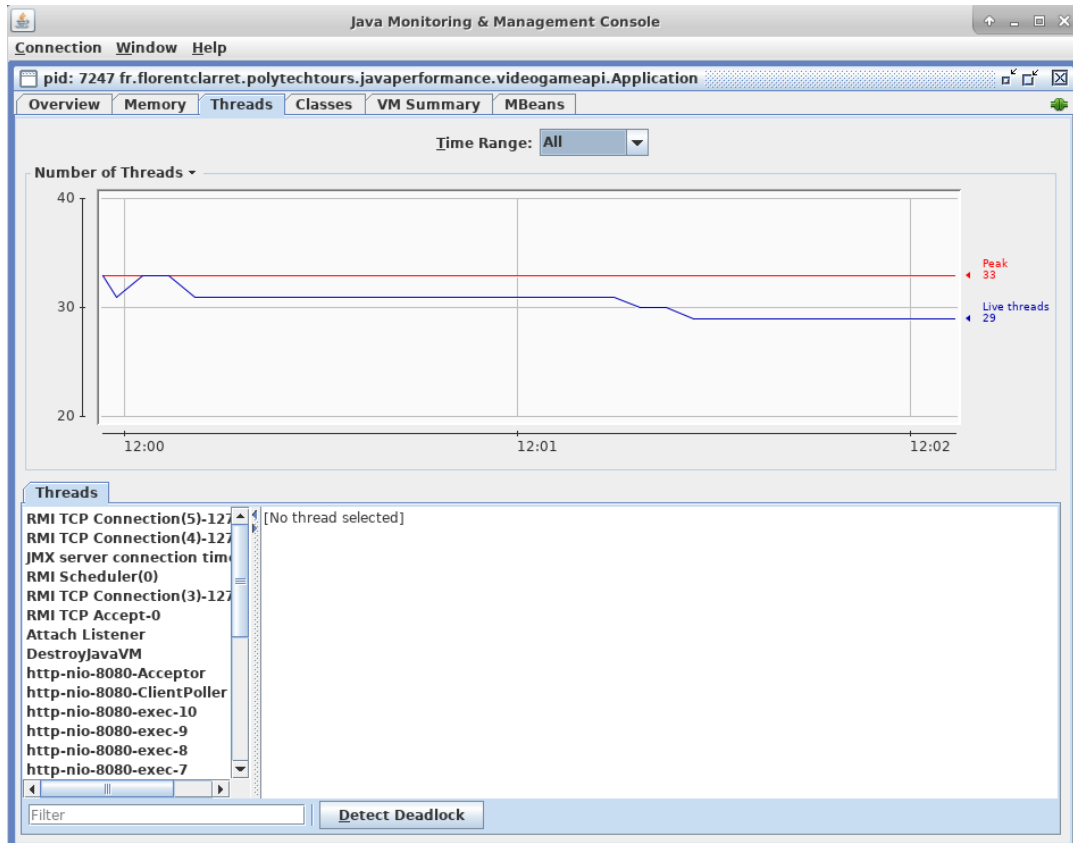 Java Monitoring & Management Console
Connection Window Help
pid: 7247 fr.florentclarret.polytechtours.javaperformance.videogameapi.Application
Overview Memory Threads Classes VM Summary MBeans
Time Range: All
Number of Threads
40
30
20
Peak
33
Live threads
29
12:00 12:01 12:02
Threads
RMI TCP Connection(5)-127
[No thread selected]
RMI TCP Connection(4)-127
JMX server connection tim
RMI Scheduler(0)
RMI TCP Connection(3)-127
RMI TCP Accept-0
Attach Listener
DestroyJavaVM
http-nio-8080-Acceptor
http-nio-8080-ClientPoller
http-nio-8080-exec-10
http-nio-8080-exec-9
http-nio-8080-exec-8
http-nio-8080-exec-7
Filter
Detect Deadlock